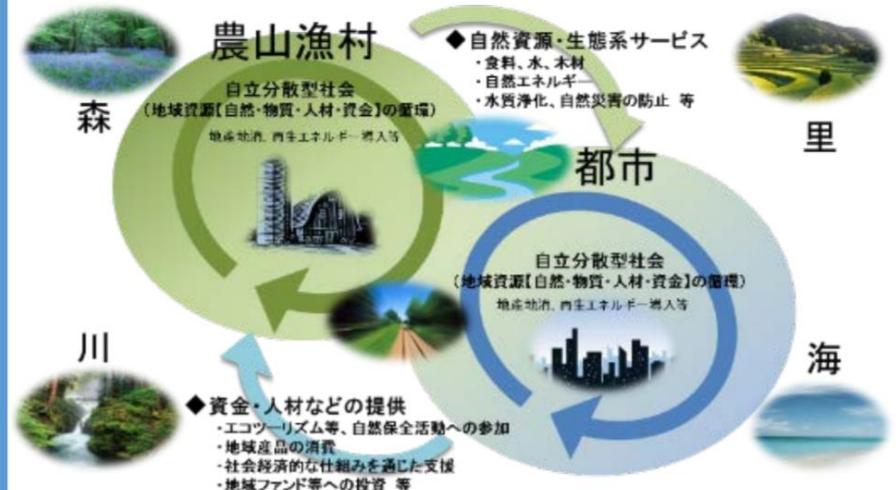 農山漁村
自立分散型社会
(地域資源【自然・物質・人材・資金】の循環)
地産地消、再生エネルギー導入等
森
◆自然資源・生態系サービス
・食料、水、木材
・自然エネルギー
・水質浄化、自然災害の防止 等
里
都市
自立分散型社会
(地域資源【自然・物質・人材・資金】の循環)
地産地消、再生エネルギー導入等
川
海
◆資金・人材などの提供
・エコツーリズム等、自然保全活動への参加
・地域産品の消費
・社会経済的な仕組みを通じた支援
・地域ファンド等への投資 等